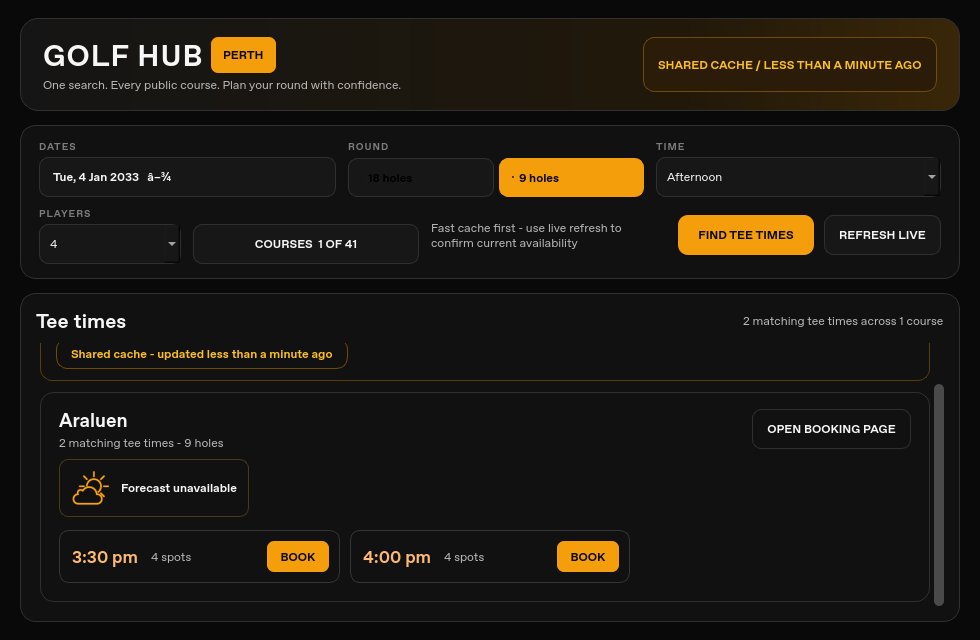 GOLF HUB PERTH
One search. Every public course. Plan your round with confidence.
SHARED CACHE / LESS THAN A MINUTE AGO
DATES
Tue, 4 Jan 2033 â–¾
ROUND
18 holes
· 9 holes
TIME
Afternoon
PLAYERS
4
COURSES 1 OF 41
Fast cache first - use live refresh to
confirm current availability
FIND TEE TIMES
REFRESH LIVE
Tee times
2 matching tee times across 1 course
Shared cache - updated less than a minute ago
Araluen
2 matching tee times - 9 holes
OPEN BOOKING PAGE
Forecast unavailable
3:30 pm 4 spots BOOK
4:00 pm 4 spots BOOK